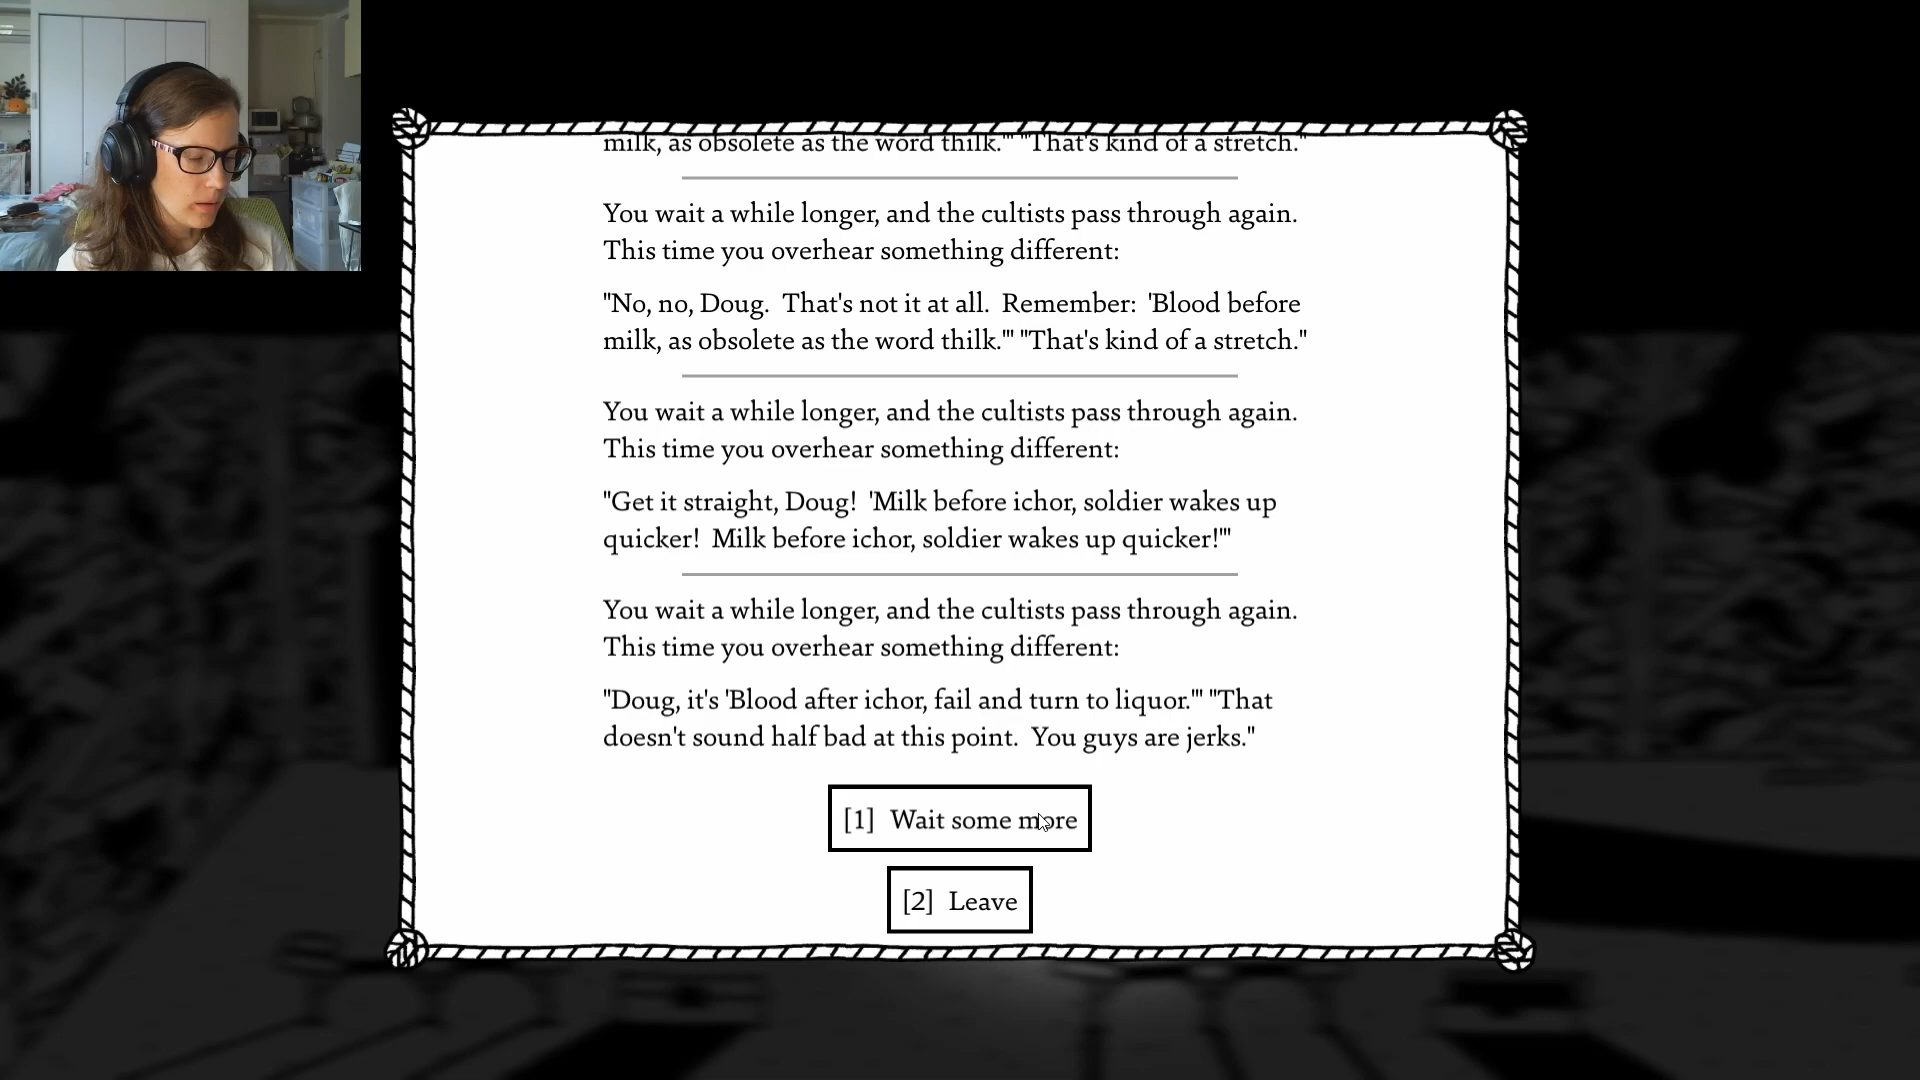 milk, as obsolete as the word thilk.'" "That's kind of a stretch."
You wait a while longer, and the cultists pass through again.
This time you overhear something different:
"No, no, Doug.  That's not it at all.  Remember:  'Blood before
milk, as obsolete as the word thilk.'" "That's kind of a stretch."
You wait a while longer, and the cultists pass through again.
This time you overhear something different:
"Get it straight, Doug!  'Milk before ichor, soldier wakes up
quicker!  Milk before ichor, soldier wakes up quicker!'"
You wait a while longer, and the cultists pass through again.
This time you overhear something different:
"Doug, it's 'Blood after ichor, fail and turn to liquor.'" "That
doesn't sound half bad at this point.  You guys are jerks."
[1]  Wait some more
[2]  Leave